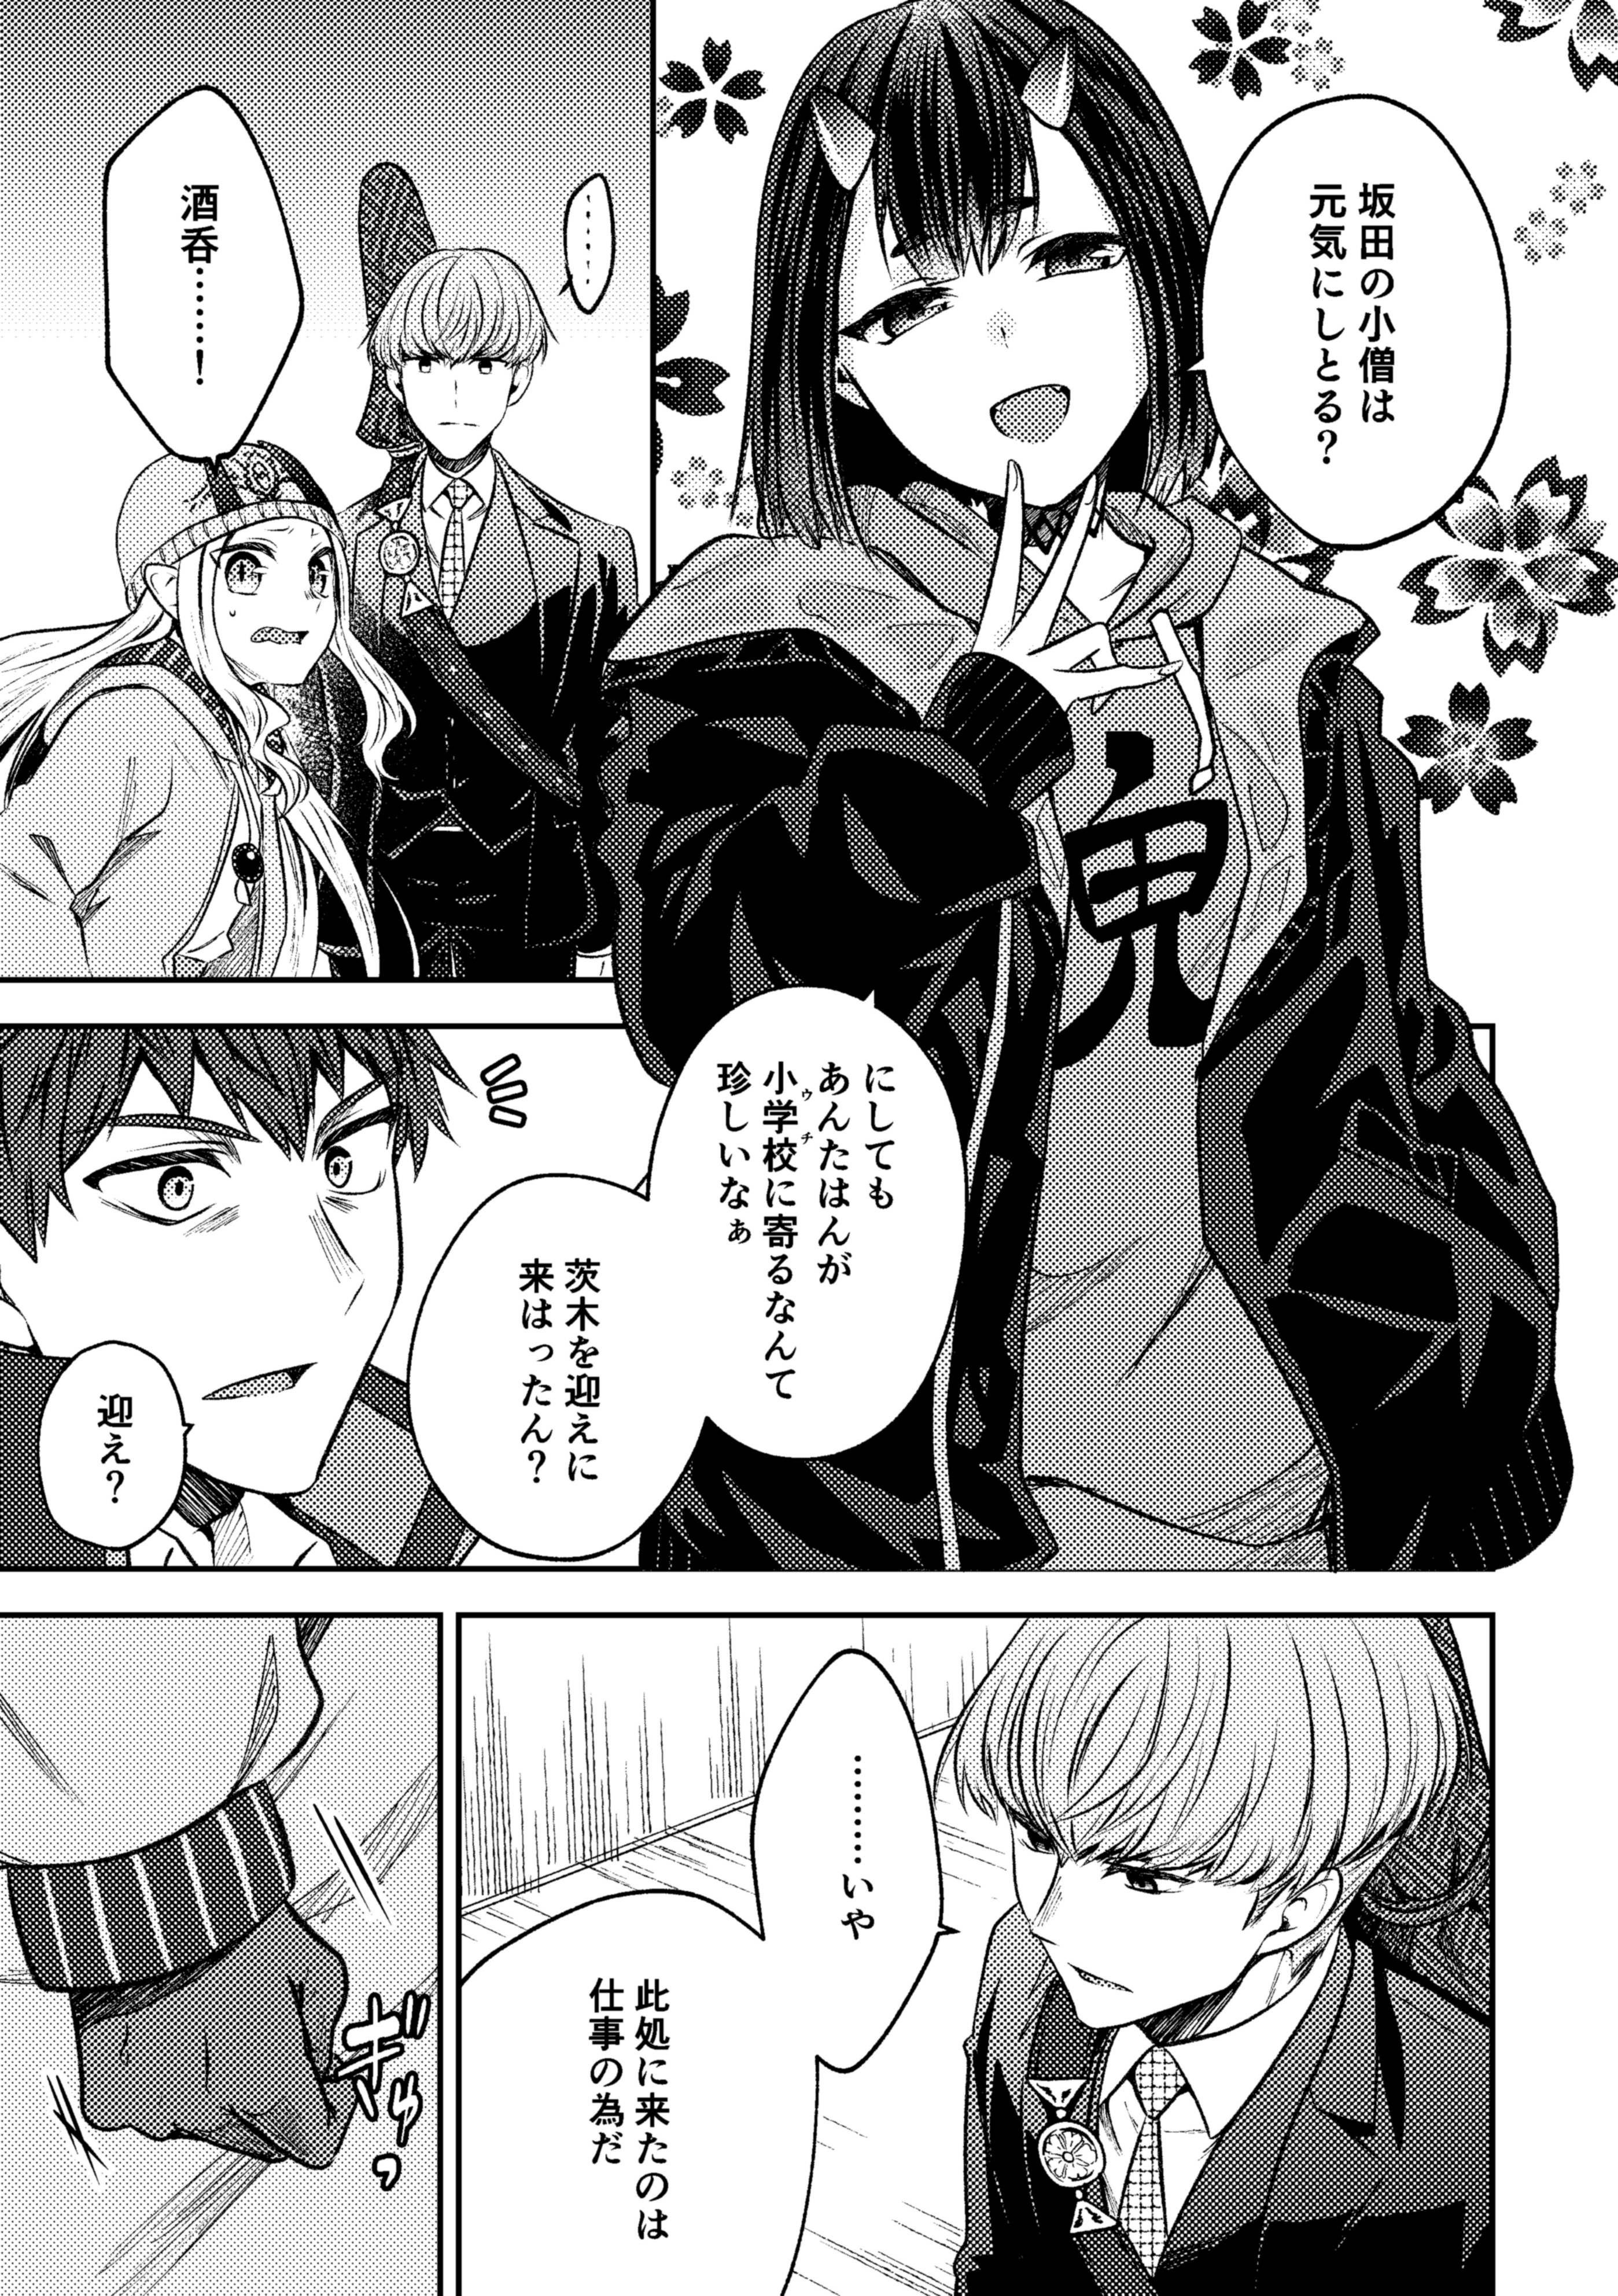 坂田の小僧は
元気にしとる？
……
酒呑……！
鬼
にしても
あんたはんが
小学校に寄るなんて
ウチ
珍しいなぁ
茨木を迎えに
来はったん？
迎え？
………いや
此処に来たのは
仕事の為だ
ギゅッ